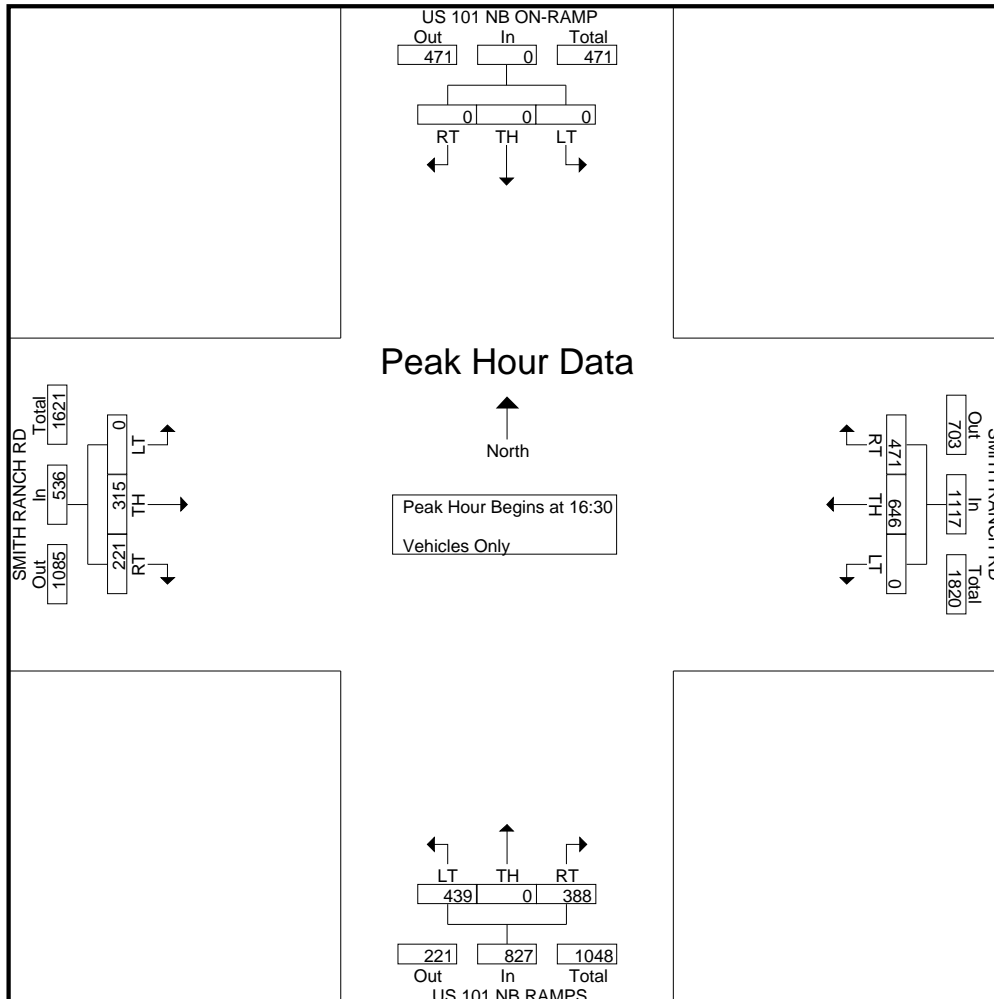 US 101 NB ON-RAMP
Out In Total
471 0 471
0 0 0
RT TH LT
Peak Hour Data
North
Peak Hour Begins at 16:30
Vehicles Only
SMITH RANCH RD
Out In Total
1085 536 1621
221 315 0
RT TH LT
SMITH RANCH RD
Out In Total
703 1117 1820
471 646 0
RT TH LT
LT TH RT
439 0 388
221 827 1048
Out In Total
US 101 NB RAMPS